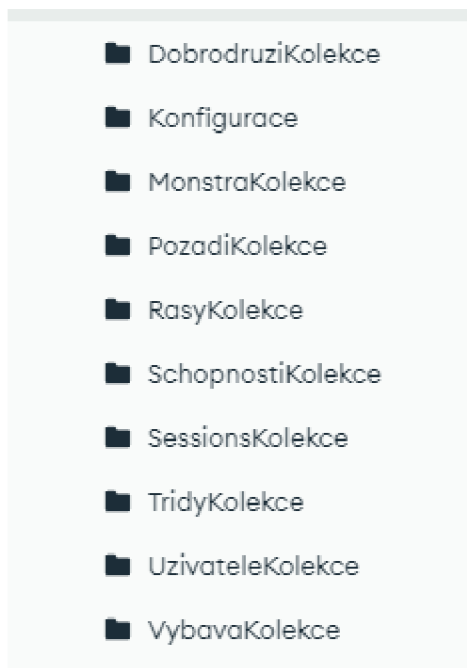 DobrodruziKolekce
Konfigurace
MonstraKolekce
PozadiKolekce
RasyKolekce
SchopnostiKolekce
SessionsKolekce
TridyKolekce
UzivateleKolekce
VybavaKolekce